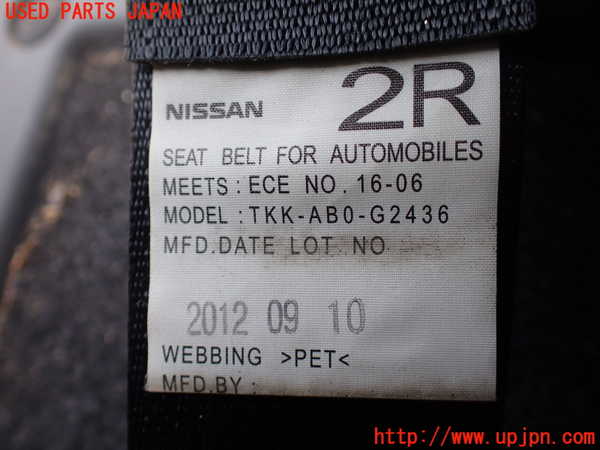 USED PARTS JAPAN
NISSAN 2R
SEAT BELT FOR AUTOMOBILES
MEETS: ECE NO. 16-06
MODEL: TKK-AB0-G2436
MFD.DATE LOT NO
2012 09 10
WEBBING >PET<
MFD.BY:
http://www.upjpn.com/